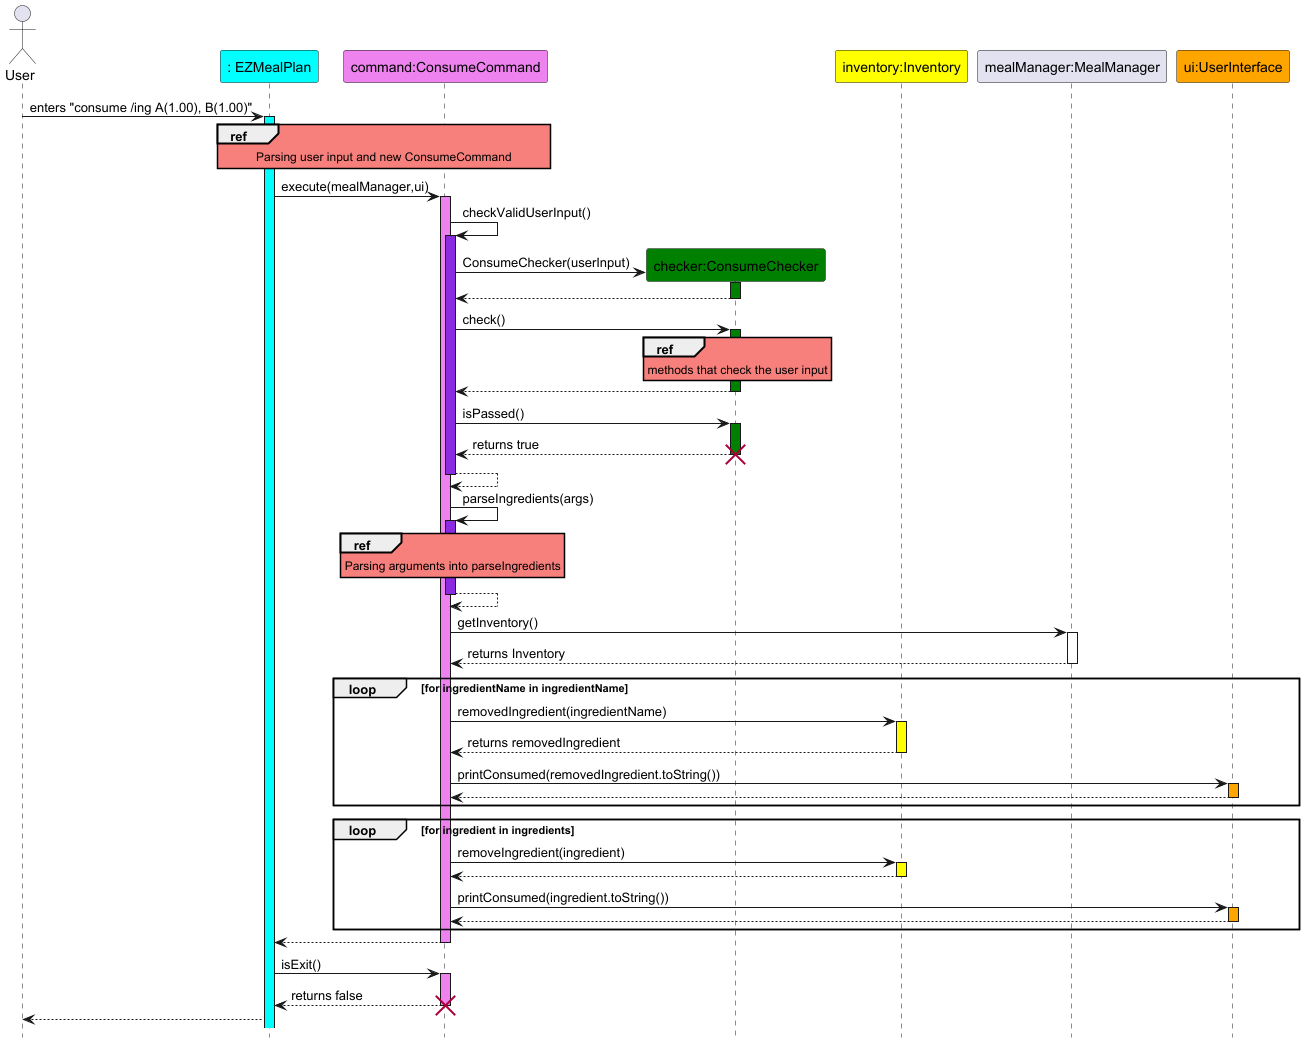 User
: EZMealPlan
command:ConsumeCommand
inventory:Inventory
mealManager:MealManager
ui:UserInterface
enters "consume /ing A(1.00), B(1.00)"
ref
Parsing user input and new ConsumeCommand
execute(mealManager,ui)
checkValidUserInput()
ConsumeChecker(userInput)
checker:ConsumeChecker
check()
ref
methods that check the user input
isPassed()
returns true
parseIngredients(args)
ref
Parsing arguments into parseIngredients
getInventory()
returns Inventory
loop
[for ingredientName in ingredientName]
removedIngredient(ingredientName)
returns removedIngredient
printConsumed(removedIngredient.toString())
loop
[for ingredient in ingredients]
removeIngredient(ingredient)
printConsumed(ingredient.toString())
isExit()
returns false